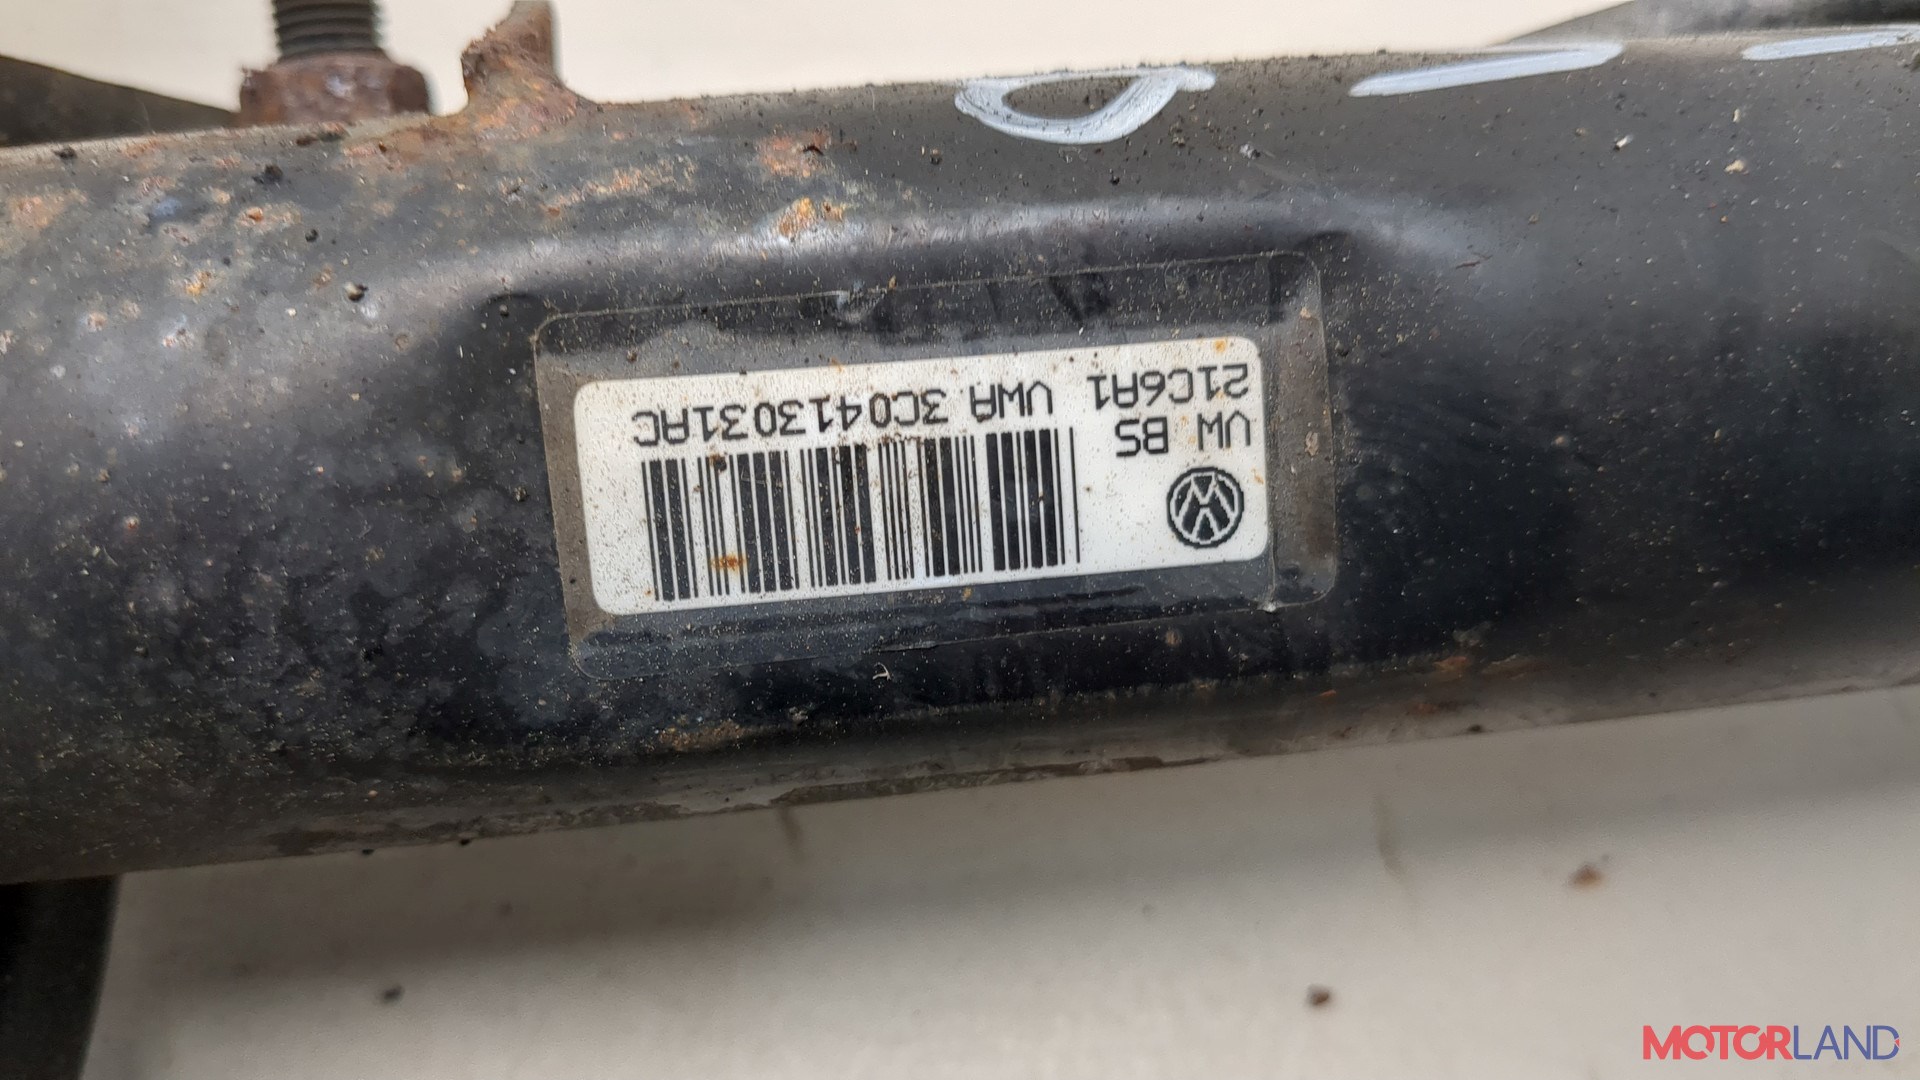 VW BS
21C6A1
VWA 3C0413031AC
MOTORLAND